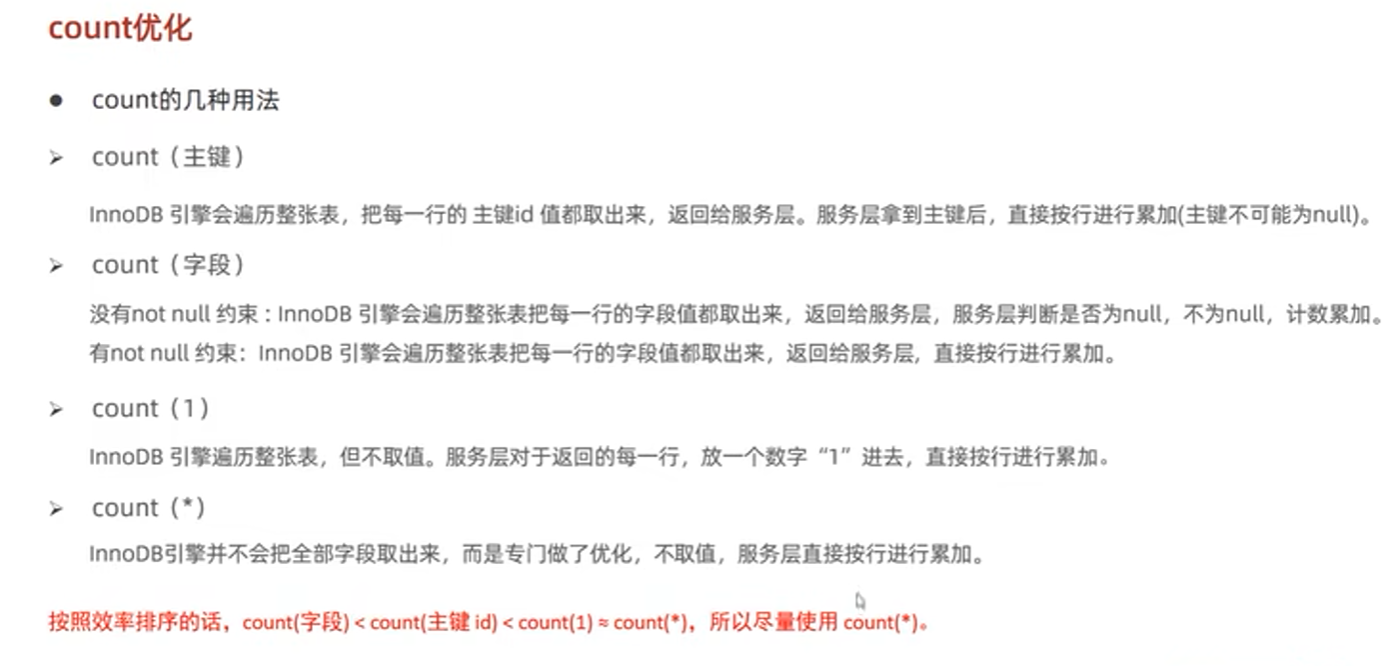 count优化
● count的几种用法
➢ count（主键）
InnoDB 引擎会遍历整张表，把每一行的 主键id 值都取出来，返回给服务层。服务层拿到主键后，直接按行进行累加(主键不可能为null)。
➢ count（字段）
没有not null 约束 : InnoDB 引擎会遍历整张表把每一行的字段值都取出来，返回给服务层，服务层判断是否为null，不为null，计数累加。
有not null 约束：InnoDB 引擎会遍历整张表把每一行的字段值都取出来，返回给服务层，直接按行进行累加。
➢ count（1）
InnoDB 引擎遍历整张表，但不取值。服务层对于返回的每一行，放一个数字“1”进去，直接按行进行累加。
➢ count（*）
InnoDB引擎并不会把全部字段取出来，而是专门做了优化，不取值，服务层直接按行进行累加。
按照效率排序的话，count(字段) < count(主键 id) < count(1) ≈ count(*)，所以尽量使用 count(*)。